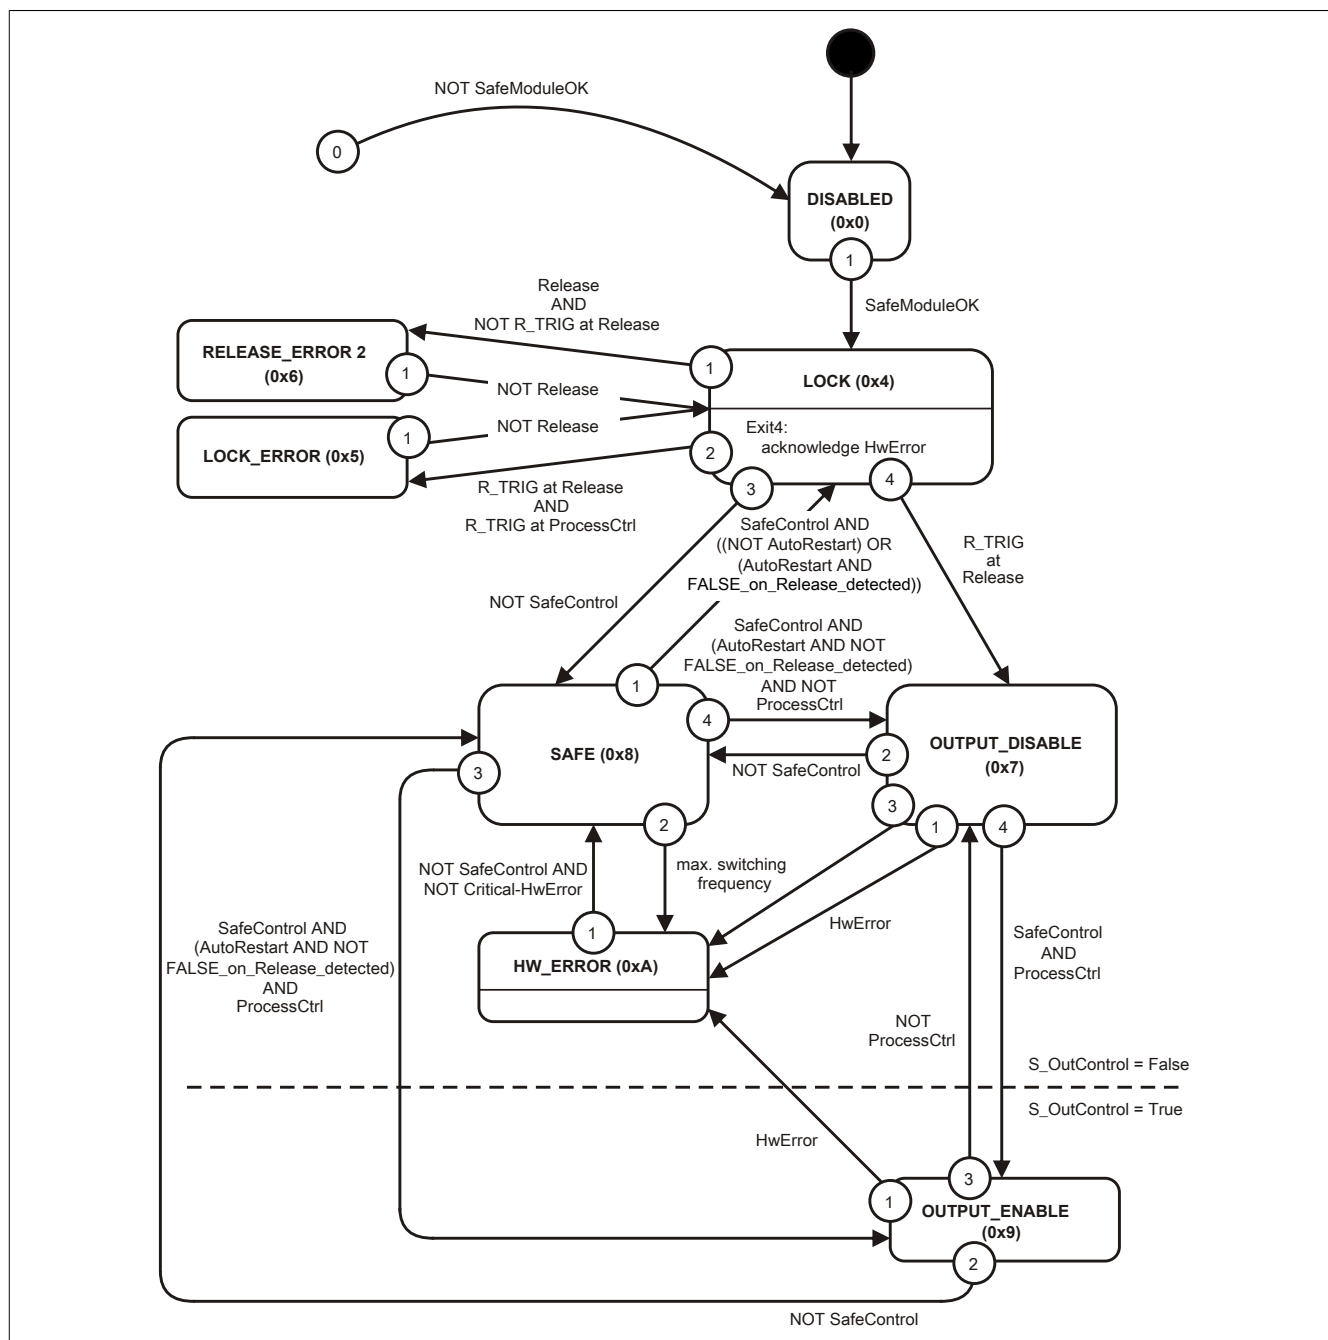 NOT SafeModuleOK
0
DISABLED
(0x0)
1
SafeModuleOK
Release
AND
NOT R_TRIG at Release
RELEASE_ERROR 2
(0x6)
1
NOT Release
1
LOCK (0x4)
LOCK_ERROR (0x5)
1
NOT Release
Exit4:
acknowledge HwError
2
3
4
R_TRIG at Release
AND
R_TRIG at ProcessCtrl
SafeControl AND
((NOT AutoRestart) OR
(AutoRestart AND
FALSE_on_Release_detected))
R_TRIG
at
Release
NOT SafeControl
SafeControl AND
(AutoRestart AND NOT
FALSE_on_Release_detected)
AND NOT
ProcessCtrl
1
4
SAFE (0x8)
3
2
OUTPUT_DISABLE
(0x7)
2
NOT SafeControl
3
1
4
NOT SafeControl AND
NOT Critical-HwError
max. switching
frequency
HwError
1
HW_ERROR (0xA)
SafeControl AND
(AutoRestart AND NOT
FALSE_on_Release_detected)
AND
ProcessCtrl
SafeControl
AND
ProcessCtrl
NOT
ProcessCtrl
S_OutControl = False
S_OutControl = True
HwError
3
1
OUTPUT_ENABLE
(0x9)
2
NOT SafeControl